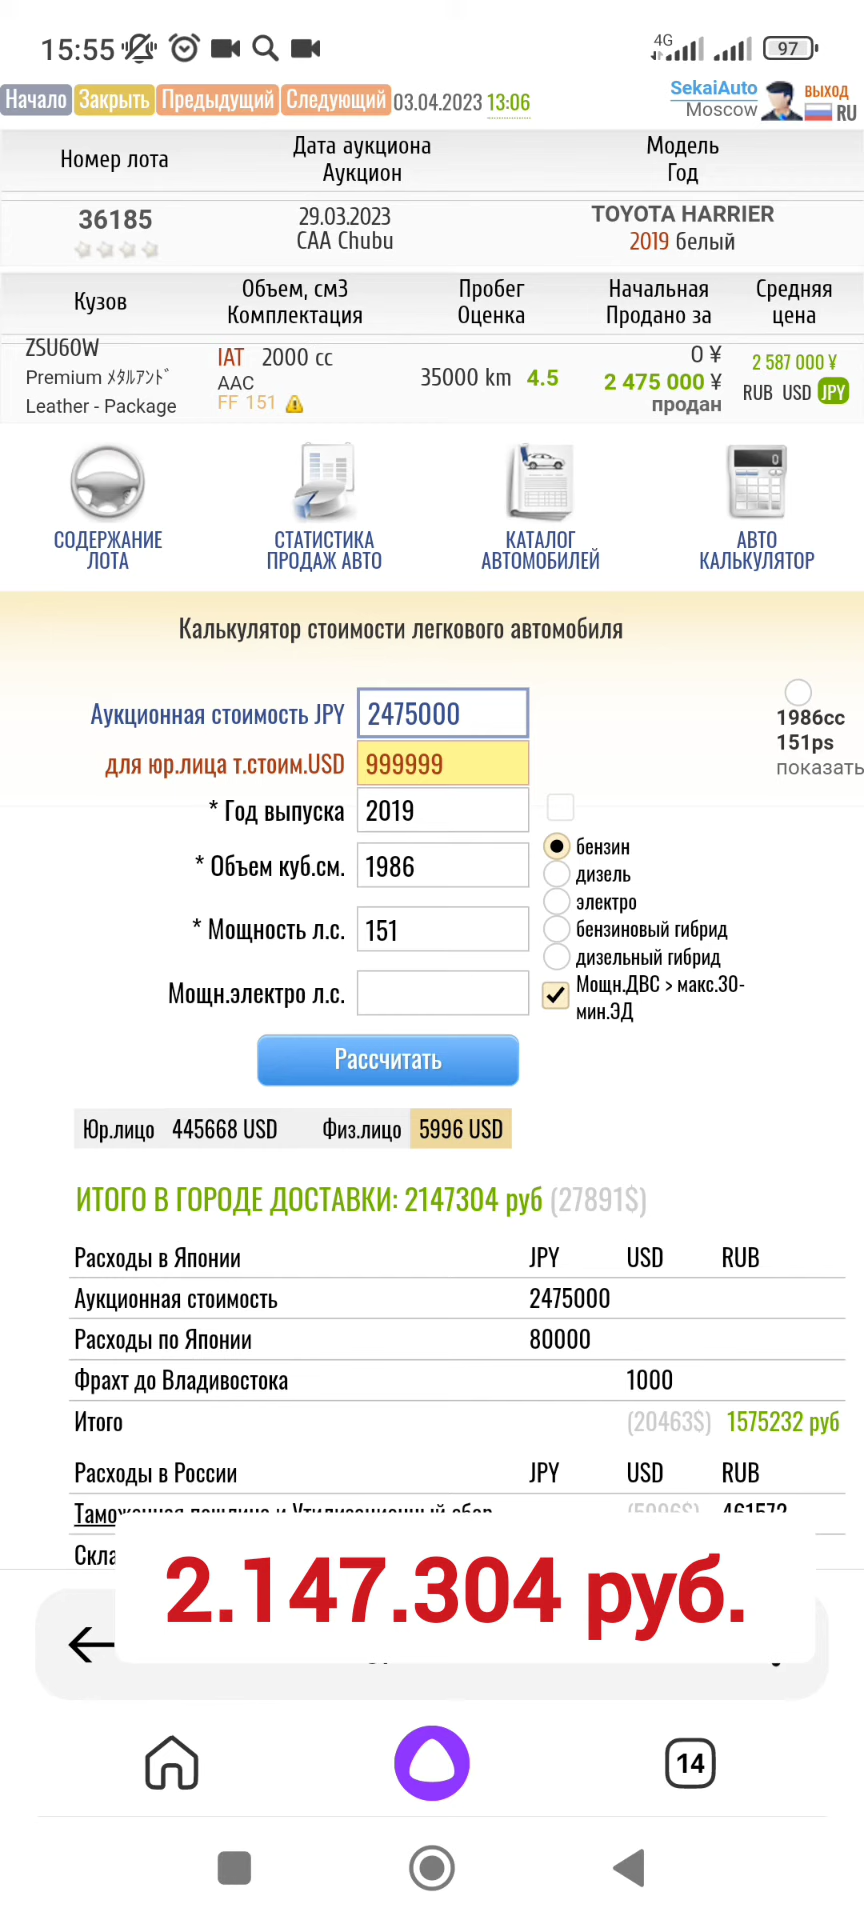 15:55
4G
97
Начало Закрыть Предыдущий Следующий 03.04.2023 13:06
SekaiAuto
Moscow
ВЫХОД
RU
Номер лота
Дата аукциона
Аукцион
Модель
Год
36185
29.03.2023
CAA Chubu
TOYOTA HARRIER
2019 белый
Кузов
Объем, см3
Комплектация
Пробег
Оценка
Начальная
Продано за
Средняя
цена
ZSU60W
Premium ﾒﾀﾙｱﾝﾄﾞ
Leather - Package
IAT 2000 cc
AAC
FF 151
35000 km 4.5
0 ¥
2 475 000 ¥
продан
2 587 000 ¥
RUB USD JPY
СОДЕРЖАНИЕ
ЛОТА
СТАТИСТИКА
ПРОДАЖ АВТО
КАТАЛОГ
АВТОМОБИЛЕЙ
0
АВТО
КАЛЬКУЛЯТОР
Калькулятор стоимости легкового автомобиля
Аукционная стоимость JPY 2475000
для юр.лица т.стоим.USD 999999
1986cc
151ps
показать
* Год выпуска 2019
* Объем куб.см. 1986
* Мощность л.с. 151
Мощн.электро л.с.
бензин
дизель
электро
бензиновый гибрид
дизельный гибрид
Мощн.ДВС > макс.30-
мин.ЭД
Рассчитать
Юр.лицо 445668 USD Физ.лицо 5996 USD
ИТОГО В ГОРОДЕ ДОСТАВКИ: 2147304 руб (27891$)
Расходы в Японии JPY USD RUB
Аукционная стоимость 2475000
Расходы по Японии 80000
Фрахт до Владивостока 1000
Итого (20463$) 1575232 руб
Расходы в России JPY USD RUB
Таможенная пошлина и Утилизационный сбор (5996$) 461572
Скла
2.147.304 руб.
14